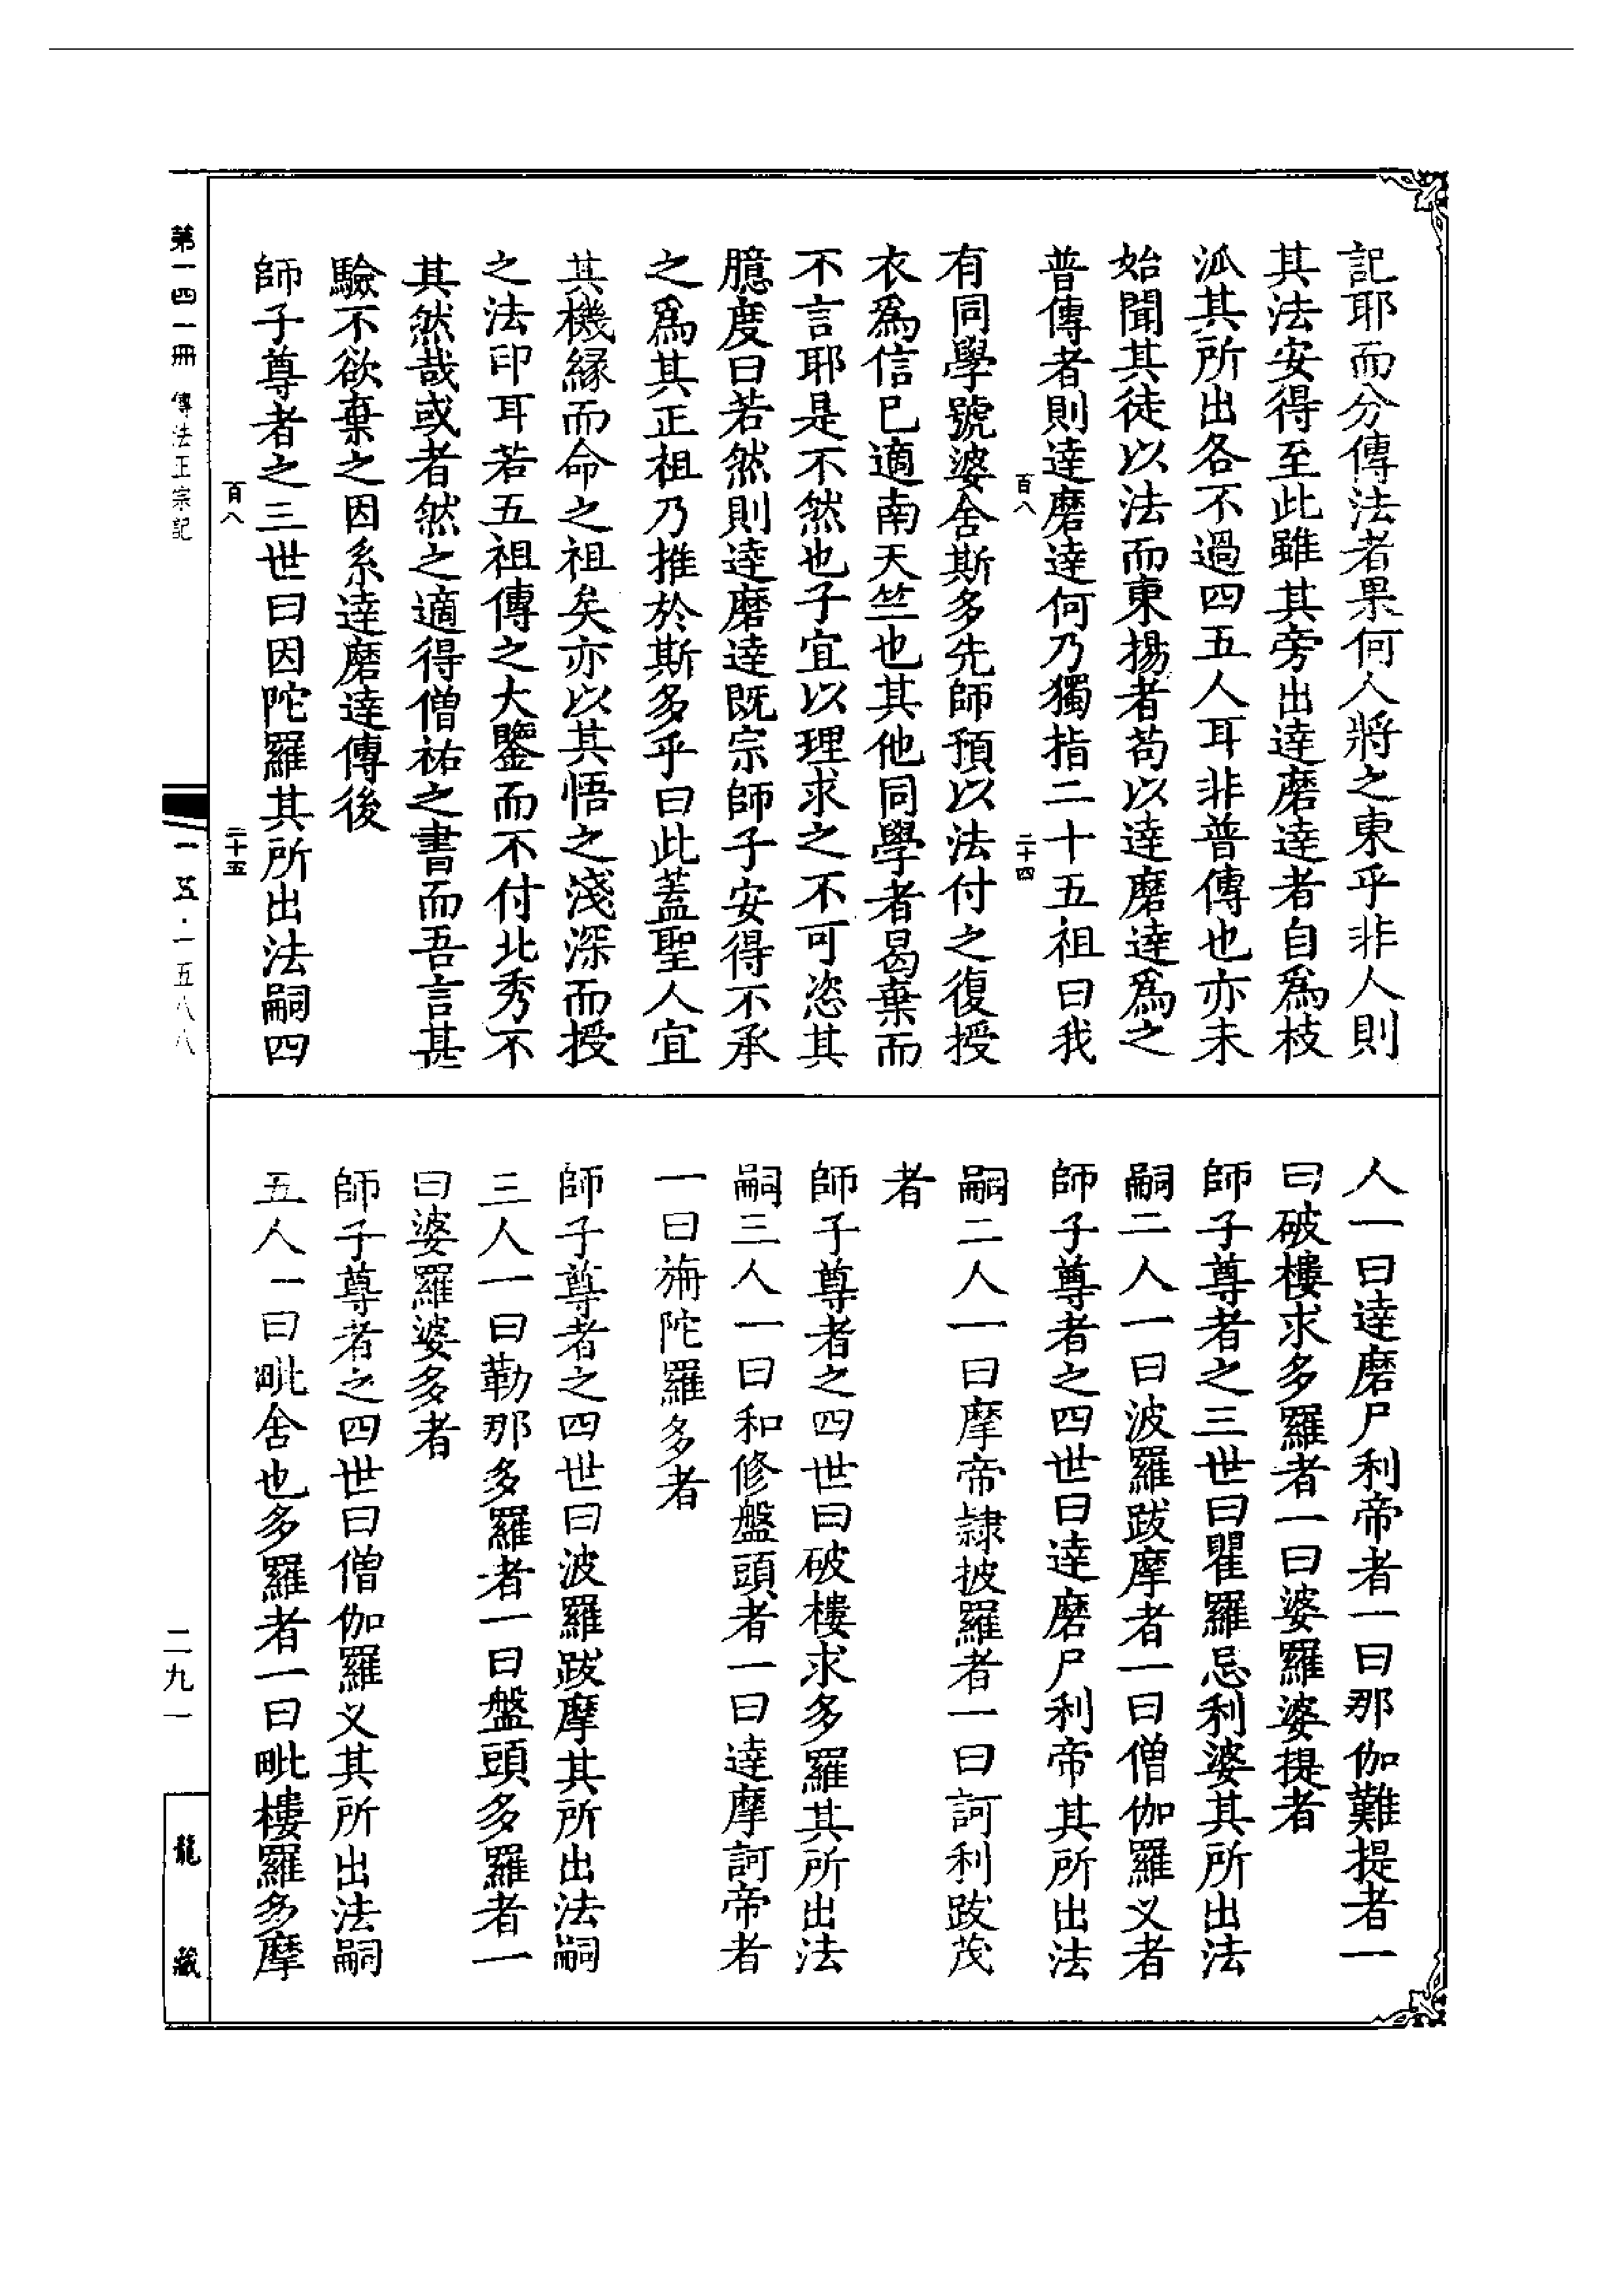 記耶而分傳法者果何人將之東乎非人則
其法安得至此雖其旁出達磨達者自爲枝
泒其所出各不過四五人耳非普傳也亦未
始聞其徒以法而東揚者苟以達磨達爲之
普傳者則達磨達何乃獨指二十五祖曰我
百八
二十四
有同學號婆舍斯多先師預以法付之復授
衣爲信已適南天竺也其他同學者曷棄而
不言耶是不然也子宜以理求之不可恣其
臆度曰若然則達磨達既宗師子安得不承
之爲其正祖乃推於斯多乎曰此蓋聖人宜
其機緣而命之祖矣亦以其悟之淺深而授
之法印耳若五祖傳之大鑒而不付北秀不
其然哉或者然之適得僧祐之書而吾言甚
驗不欲棄之因系達磨達傳後
師子尊者之三世曰因陀羅其所出法嗣四
百八
二十五
人一曰達磨尸利帝者一曰那伽難提者一
曰破樓求多羅者一曰婆羅婆提者
師子尊者之三世曰瞿羅忌利婆其所出法
嗣二人一曰波羅跋摩者一曰僧伽羅义者
師子尊者之四世曰達磨尸利帝其所出法
嗣二人一曰摩帝隸披羅者一曰訶利跋茂
者
師子尊者之四世曰破樓求多羅其所出法
嗣三人一曰和修盤頭者一曰達摩訶帝者
一曰旃陀羅多者
師子尊者之四世曰波羅跋摩其所出法嗣
三人一曰勒那多羅者一曰盤頭多羅者一
曰婆羅婆多者
師子尊者之四世曰僧伽羅义其所出法嗣
五人一曰毗舍也多羅者一曰毗樓羅多摩
第一四一冊 傳法正宗記
一五·一五八八
二九一
龍藏